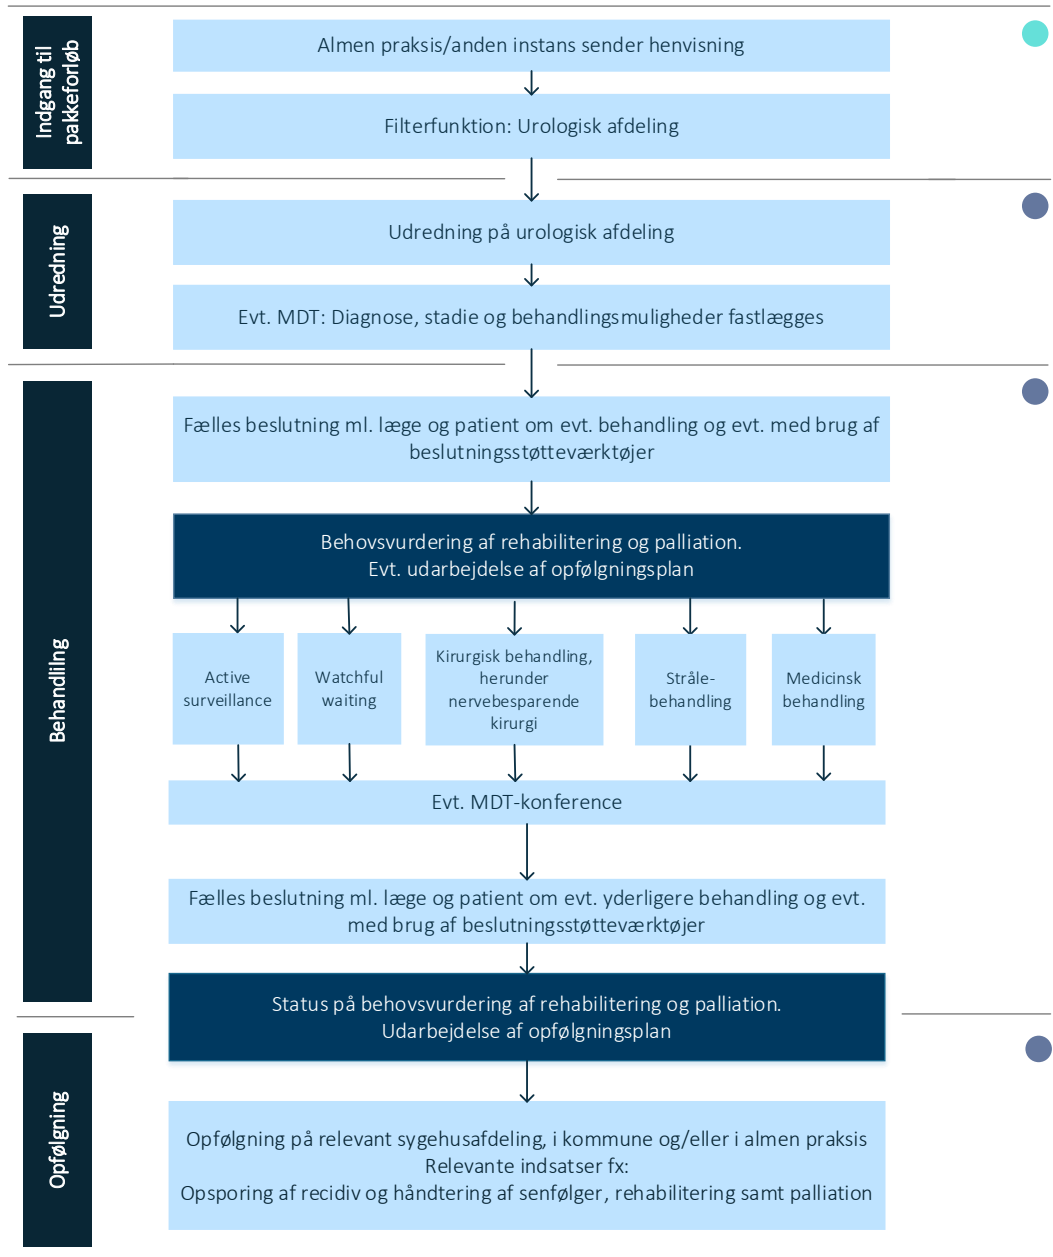 Indgang til
pakkeforløb
Almen praksis/anden instans sender henvisning
Filterfunktion: Urologisk afdeling
Udredning
Udredning på urologisk afdeling
Evt. MDT: Diagnose, stadie og behandlingsmuligheder fastlægges
Behandlilng
Fælles beslutning ml. læge og patient om evt. behandling og evt. med brug af
beslutningsstøtteværktøjer
Behovsvurdering af rehabilitering og palliation.
Evt. udarbejdelse af opfølgningsplan
Active
surveillance
Watchful
waiting
Kirurgisk behandling,
herunder
nervebesparende
kirurgi
Stråle-
behandling
Medicinsk
behandling
Evt. MDT-konference
Fælles beslutning ml. læge og patient om evt. yderligere behandling og evt.
med brug af beslutningsstøtteværktøjer
Status på behovsvurdering af rehabilitering og palliation.
Udarbejdelse af opfølgningsplan
Opfølgning
Opfølgning på relevant sygehusafdeling, i kommune og/eller i almen praksis
Relevante indsatser fx:
Opsporing af recidiv og håndtering af senfølger, rehabilitering samt palliation